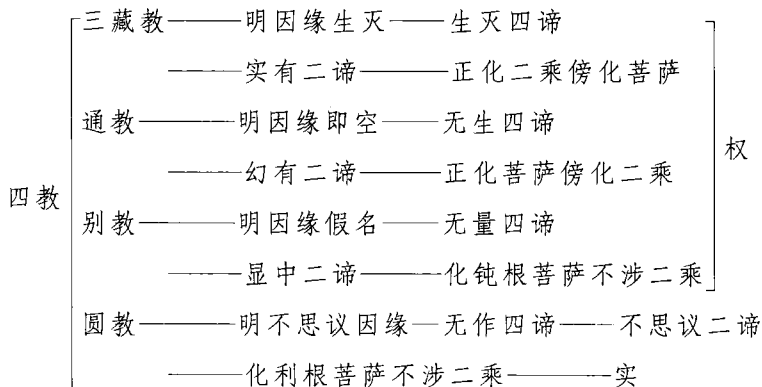 三藏教——明因缘生灭——生灭四谛
——实有二谛——正化二乘傍化菩萨
通教——明因缘即空——无生四谛
——幻有二谛——正化菩萨傍化二乘
权
四教
别教——明因缘假名——无量四谛
——显中二谛——化钝根菩萨不涉二乘
圆教——明不思议因缘—无作四谛——不思议二谛
——化利根菩萨不涉二乘——实